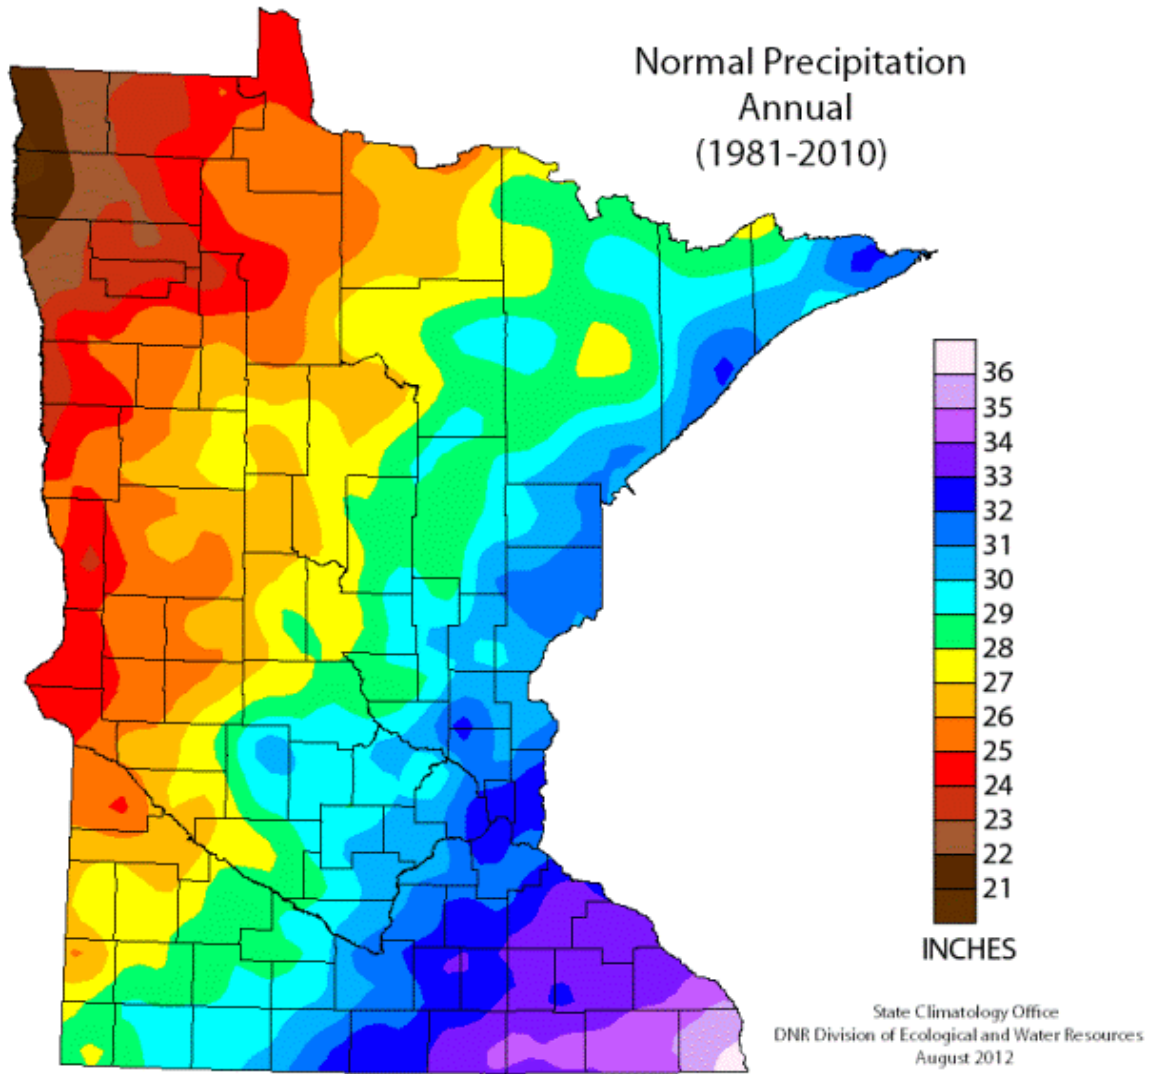 Normal Precipitation
Annual
(1981-2010)
36
35
34
33
32
31
30
29
28
27
26
25
24
23
22
21
INCHES
State Climatology Office
DNR Division of Ecological and Water Resources
August 2012